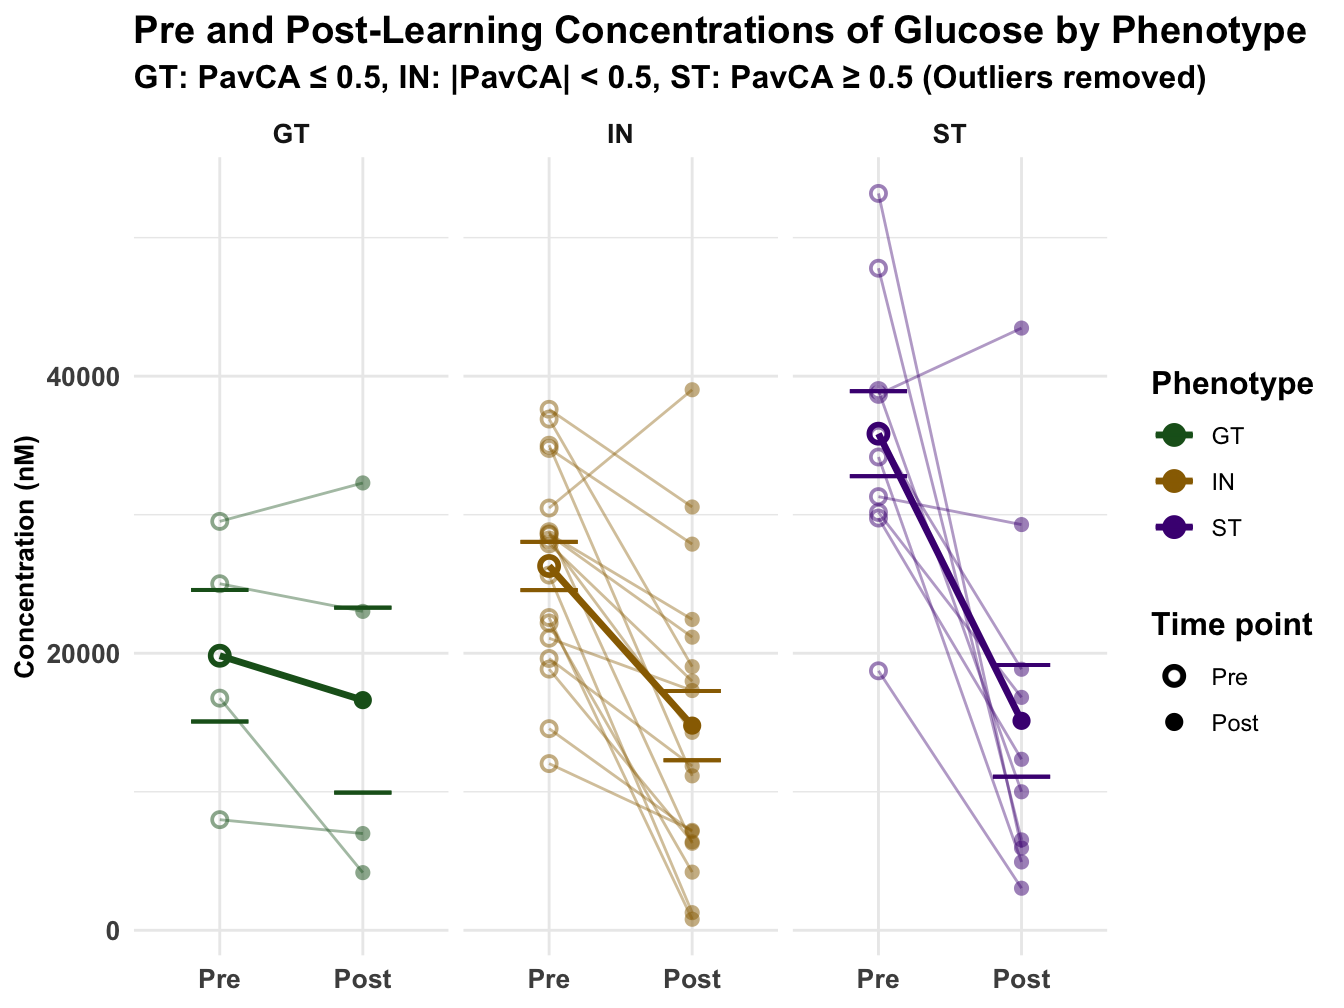 Pre and Post-Learning Concentrations of Glucose by Phenotype
GT: PavCA ≤ 0.5, IN: |PavCA| < 0.5, ST: PavCA ≥ 0.5 (Outliers removed)
GT
IN
ST
Concentration (nM)
40000
20000
0
Pre
Post
Pre
Post
Pre
Post
Phenotype
GT
IN
ST
Time point
Pre
Post